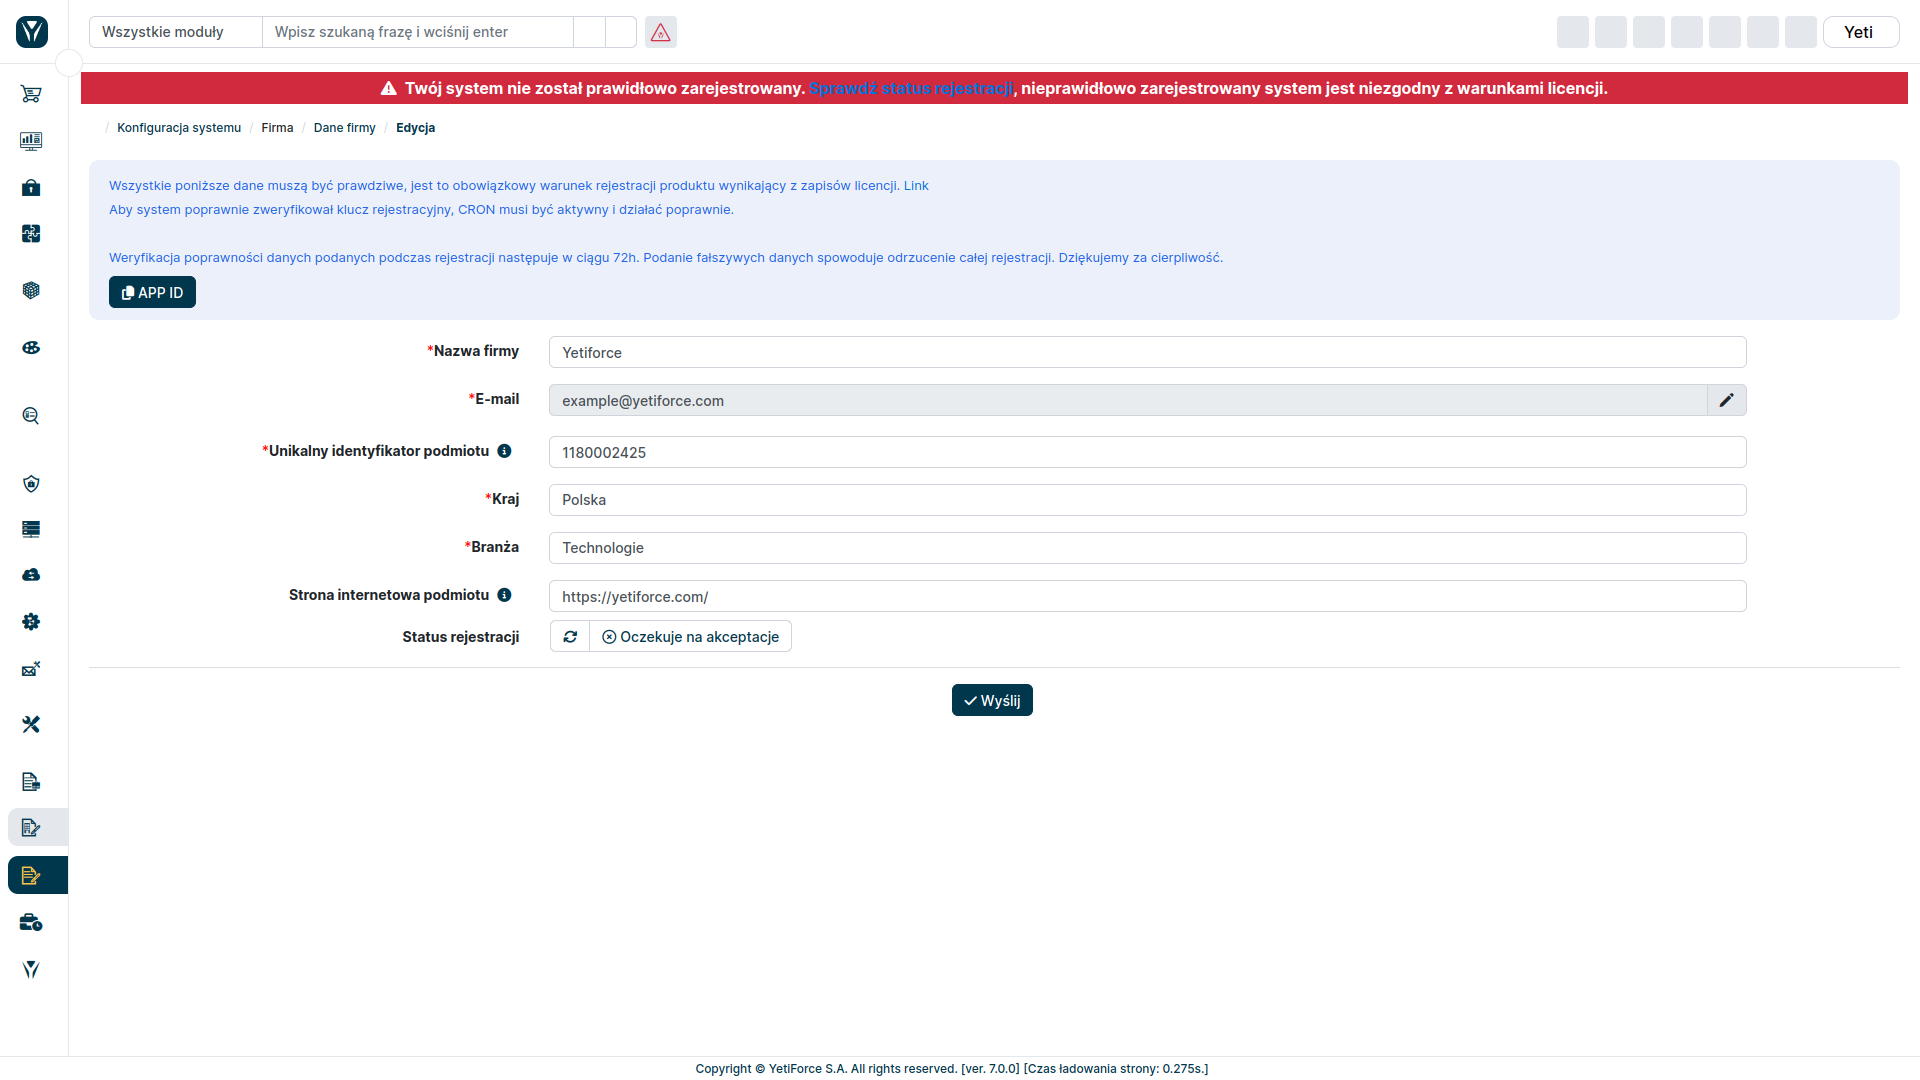 Wszystkie moduły
Wpisz szukaną frazę i wciśnij enter
Yeti
Twój system nie został prawidłowo zarejestrowany. Sprawdź status rejestracji, nieprawidłowo zarejestrowany system jest niezgodny z warunkami licencji.
/ Konfiguracja systemu / Firma / Dane firmy / Edycja
Wszystkie poniższe dane muszą być prawdziwe, jest to obowiązkowy warunek rejestracji produktu wynikający z zapisów licencji. Link
Aby system poprawnie zweryfikował klucz rejestracyjny, CRON musi być aktywny i działać poprawnie.
Weryfikacja poprawności danych podanych podczas rejestracji następuje w ciągu 72h. Podanie fałszywych danych spowoduje odrzucenie całej rejestracji. Dziękujemy za cierpliwość.
APP ID
*Nazwa firmy Yetiforce
*E-mail example@yetiforce.com
*Unikalny identyfikator podmiotu 1180002425
*Kraj Polska
*Branża Technologie
Strona internetowa podmiotu https://yetiforce.com/
Status rejestracji Oczekuje na akceptacje
Wyślij
Copyright © YetiForce S.A. All rights reserved. [ver. 7.0.0] [Czas ładowania strony: 0.275s.]